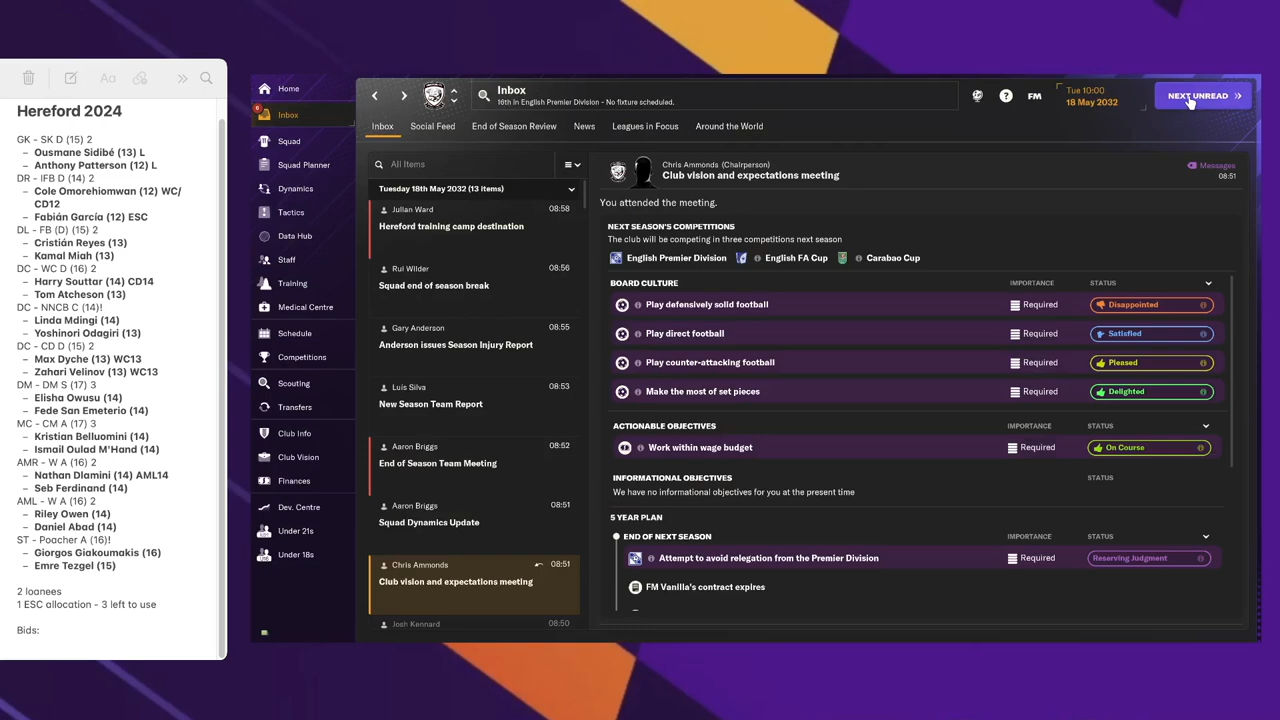 Hereford 2024
GK - SK D (15) 2
– Ousmane Sidibé (13) L
– Anthony Patterson (12) L
DR - IFB D (14) 2
– Cole Omorehiomwan (12) WC/
CD12
– Fabián García (12) ESC
DL - FB (D) (15) 2
– Cristián Reyes (13)
– Kamal Miah (13)
DC - WC D (16) 2
– Harry Souttar (14) CD14
– Tom Atcheson (13)
DC - NNCB C (14)!
– Linda Mdingi (14)
– Yoshinori Odagiri (13)
DC - CD D (15) 2
– Max Dyche (13) WC13
– Zahari Velinov (13) WC13
DM - DM S (17) 3
– Elisha Owusu (14)
– Fede San Emeterio (14)
MC - CM A (17) 3
– Kristian Belluomini (14)
– Ismail Oulad M'Hand (14)
AMR - W A (16) 2
– Nathan Dlamini (14) AML14
– Seb Ferdinand (14)
AML - W A (16) 2
– Riley Owen (14)
– Daniel Abad (14)
ST - Poacher A (16)!
– Giorgos Giakoumakis (16)
– Emre Tezgel (15)
2 loanees
1 ESC allocation - 3 left to use
Bids:
Home
6
Inbox
Squad
Squad Planner
Dynamics
Tactics
Data Hub
Staff
Training
Medical Centre
Schedule
Competitions
Scouting
Transfers
Club Info
Club Vision
Finances
Dev. Centre
Under 21s
Under 18s
Inbox
16th in English Premier Division - No fixture scheduled.
FM
Tue 10:00
18 May 2032
NEXT UNREAD
Inbox Social Feed End of Season Review News Leagues in Focus Around the World
All Items
Tuesday 18th May 2032 (13 items)
Julian Ward 08:58
Hereford training camp destination
Rui Wilder 08:56
Squad end of season break
Gary Anderson 08:55
Anderson issues Season Injury Report
Luis Silva 08:53
New Season Team Report
Aaron Briggs 08:52
End of Season Team Meeting
Aaron Briggs 08:51
Squad Dynamics Update
Chris Ammonds 08:51
Club vision and expectations meeting
Josh Kennard 08:50
Chris Ammonds (Chairperson)
Club vision and expectations meeting
Messages
08:51
You attended the meeting.
NEXT SEASON'S COMPETITIONS
The club will be competing in three competitions next season
English Premier Division English FA Cup Carabao Cup
BOARD CULTURE IMPORTANCE STATUS
Play defensively solid football Required Disappointed
Play direct football Required Satisfied
Play counter-attacking football Required Pleased
Make the most of set pieces Required Delighted
ACTIONABLE OBJECTIVES IMPORTANCE STATUS
Work within wage budget Required On Course
INFORMATIONAL OBJECTIVES STATUS
We have no informational objectives for you at the present time
5 YEAR PLAN
END OF NEXT SEASON IMPORTANCE STATUS
Attempt to avoid relegation from the Premier Division Required Reserving Judgment
FM Vanilla's contract expires